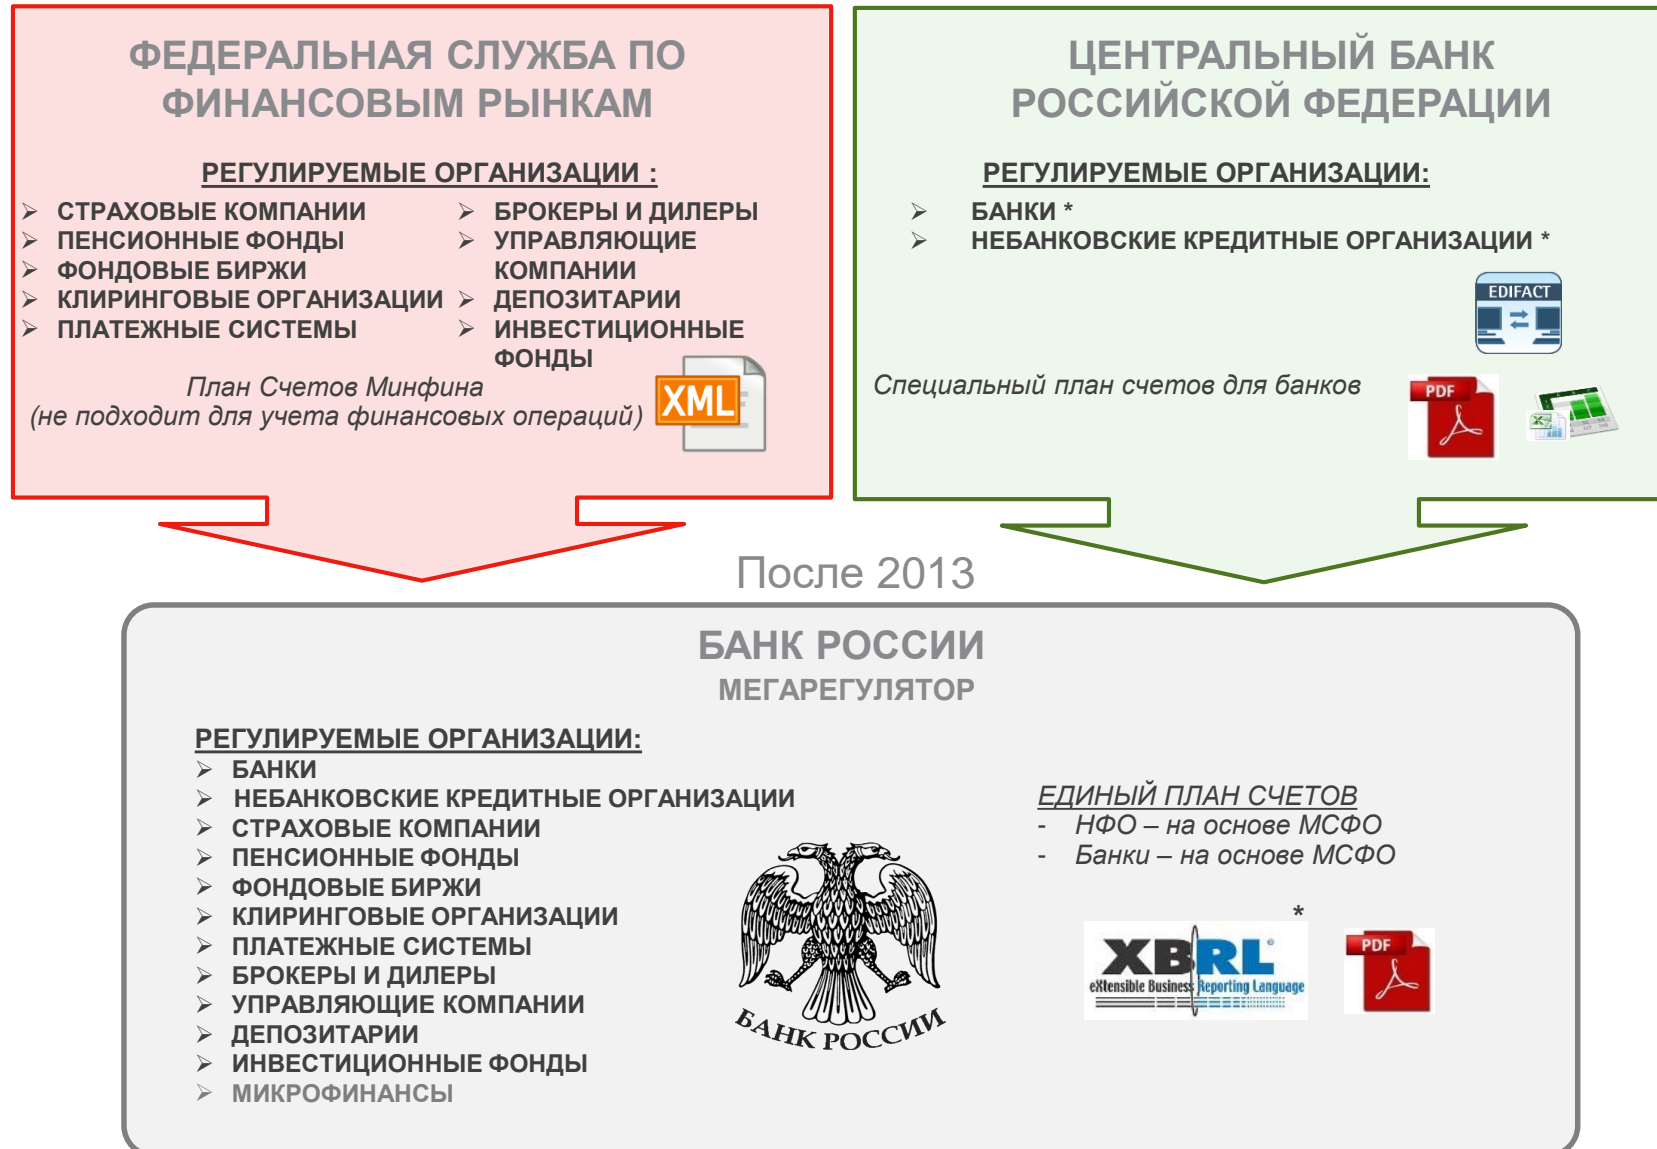 ФЕДЕРАЛЬНАЯ СЛУЖБА ПО
ФИНАНСОВЫМ РЫНКАМ
РЕГУЛИРУЕМЫЕ ОРГАНИЗАЦИИ :
СТРАХОВЫЕ КОМПАНИИ
ПЕНСИОННЫЕ ФОНДЫ
ФОНДОВЫЕ БИРЖИ
КЛИРИНГОВЫЕ ОРГАНИЗАЦИИ
ПЛАТЕЖНЫЕ СИСТЕМЫ
БРОКЕРЫ И ДИЛЕРЫ
УПРАВЛЯЮЩИЕ
КОМПАНИИ
ДЕПОЗИТАРИИ
ИНВЕСТИЦИОННЫЕ
ФОНДЫ
План Счетов Минфина
(не подходит для учета финансовых операций)
XML
ЦЕНТРАЛЬНЫЙ БАНК
РОССИЙСКОЙ ФЕДЕРАЦИИ
РЕГУЛИРУЕМЫЕ ОРГАНИЗАЦИИ:
БАНКИ *
НЕБАНКОВСКИЕ КРЕДИТНЫЕ ОРГАНИЗАЦИИ *
EDIFACT
Специальный план счетов для банков
PDF
После 2013
БАНК РОССИИ
МЕГАРЕГУЛЯТОР
РЕГУЛИРУЕМЫЕ ОРГАНИЗАЦИИ:
БАНКИ
НЕБАНКОВСКИЕ КРЕДИТНЫЕ ОРГАНИЗАЦИИ
СТРАХОВЫЕ КОМПАНИИ
ПЕНСИОННЫЕ ФОНДЫ
ФОНДОВЫЕ БИРЖИ
КЛИРИНГОВЫЕ ОРГАНИЗАЦИИ
ПЛАТЕЖНЫЕ СИСТЕМЫ
БРОКЕРЫ И ДИЛЕРЫ
УПРАВЛЯЮЩИЕ КОМПАНИИ
ДЕПОЗИТАРИИ
ИНВЕСТИЦИОННЫЕ ФОНДЫ
МИКРОФИНАНСЫ
БАНК РОССИИ
ЕДИНЫЙ ПЛАН СЧЕТОВ
- НФО – на основе МСФО
- Банки – на основе МСФО
*
XBRL
eXtensible Business Reporting Language
PDF